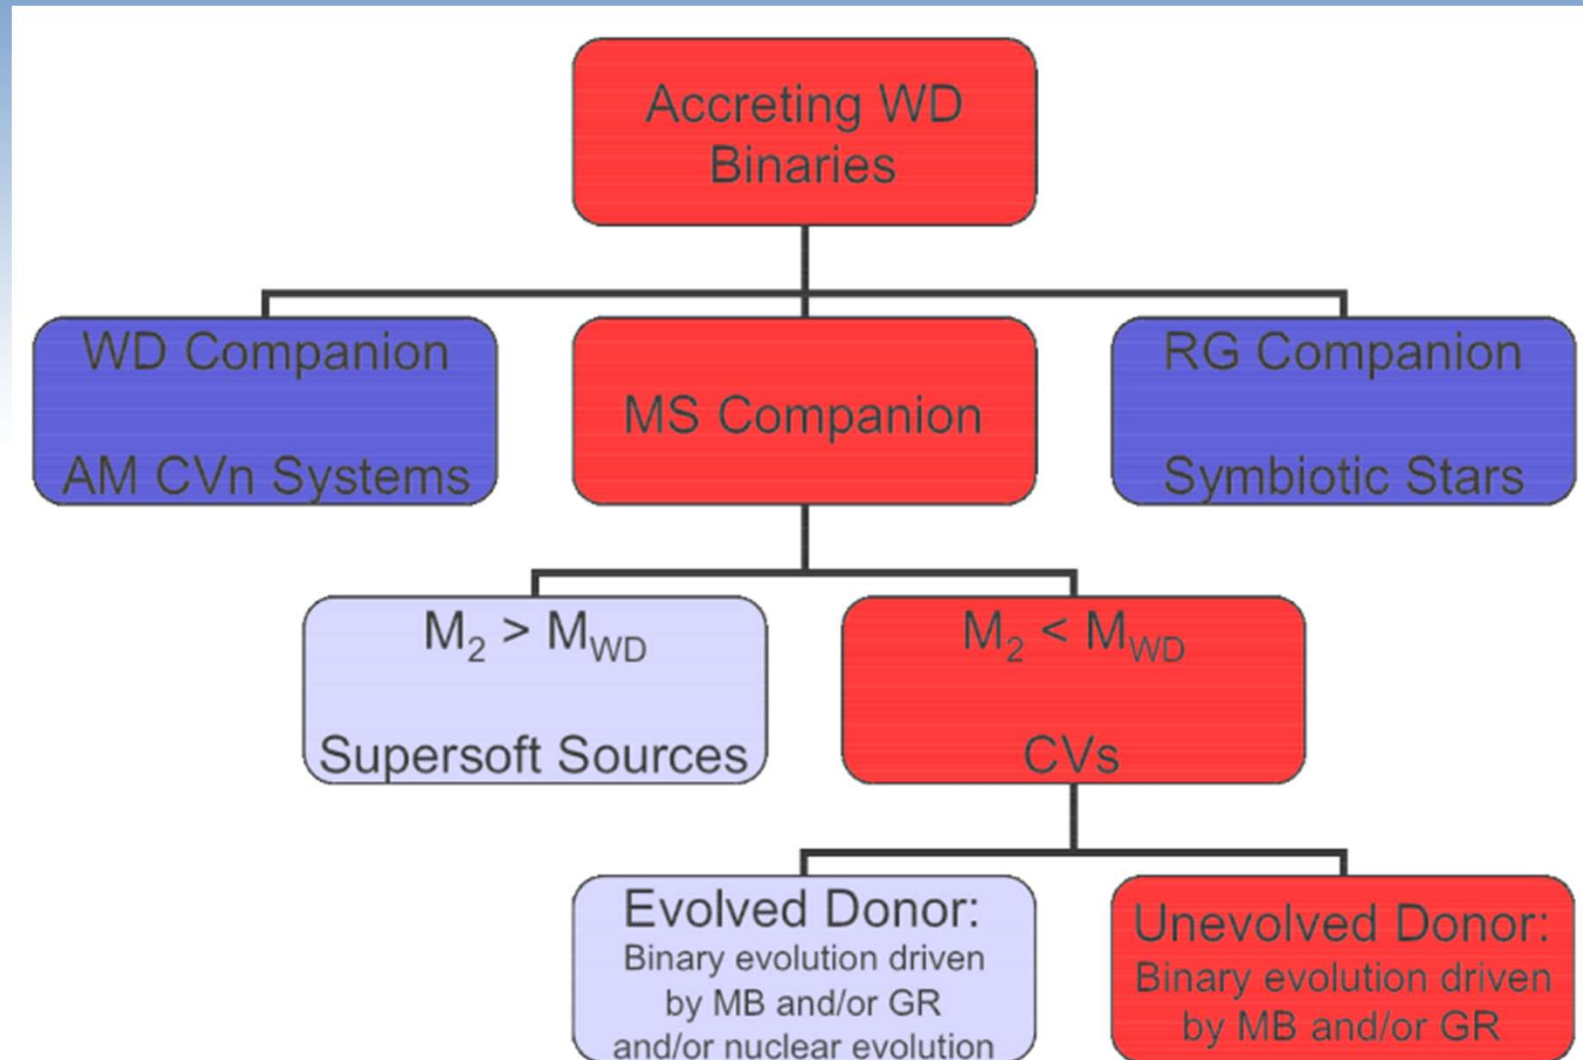 Accreting WD
Binaries
WD Companion
AM CVn Systems
MS Companion
RG Companion
Symbiotic Stars
M₂ > M_WD
Supersoft Sources
M₂ < M_WD
CVs
Evolved Donor:
Binary evolution driven
by MB and/or GR
and/or nuclear evolution
Unevolved Donor:
Binary evolution driven
by MB and/or GR